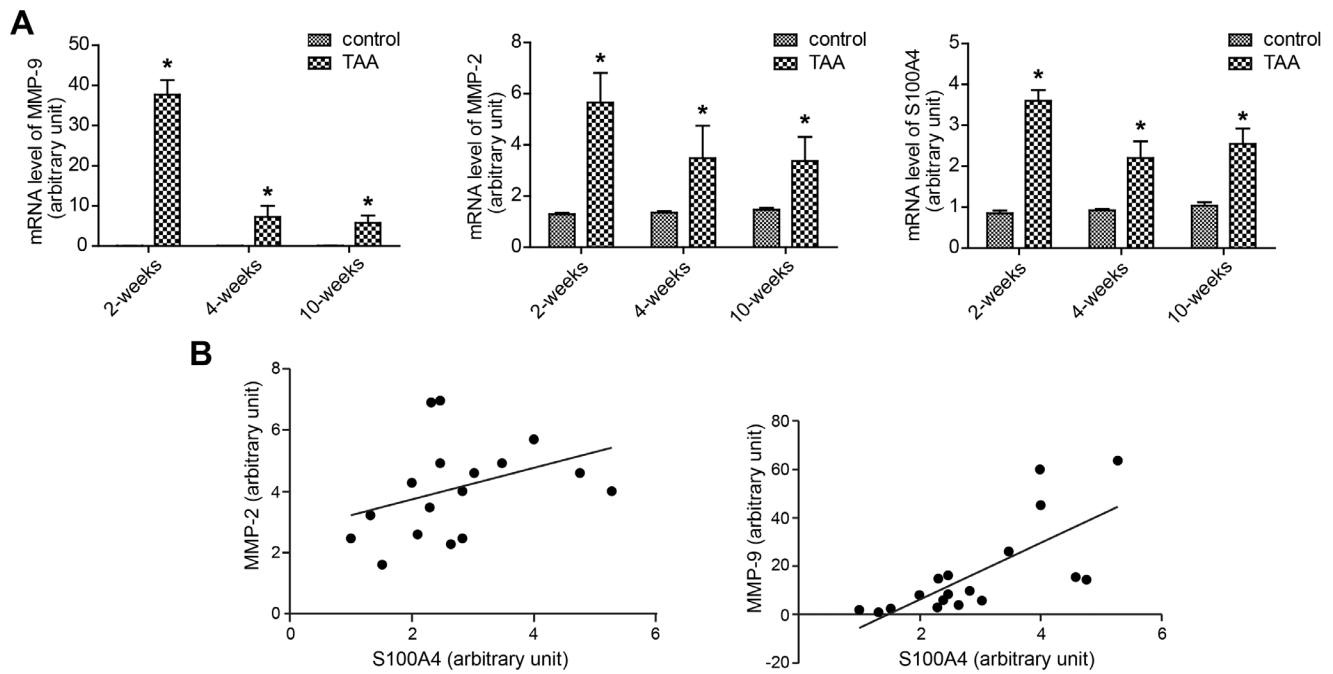 A
mRNA level of MMP-9
(arbitrary unit)
50
40
30
20
10
0
control
TAA
*
*
*
2-weeks
4-weeks
10-weeks
mRNA level of MMP-2
(arbitrary unit)
8
6
4
2
0
control
TAA
*
*
*
2-weeks
4-weeks
10-weeks
mRNA level of S100A4
(arbitrary unit)
5
4
3
2
1
0
control
TAA
*
*
*
2-weeks
4-weeks
10-weeks
B
MMP-2 (arbitrary unit)
8
6
4
2
0
0
2
4
6
S100A4 (arbitrary unit)
MMP-9 (arbitrary unit)
80
60
40
20
0
-20
2
4
6
S100A4 (arbitrary unit)